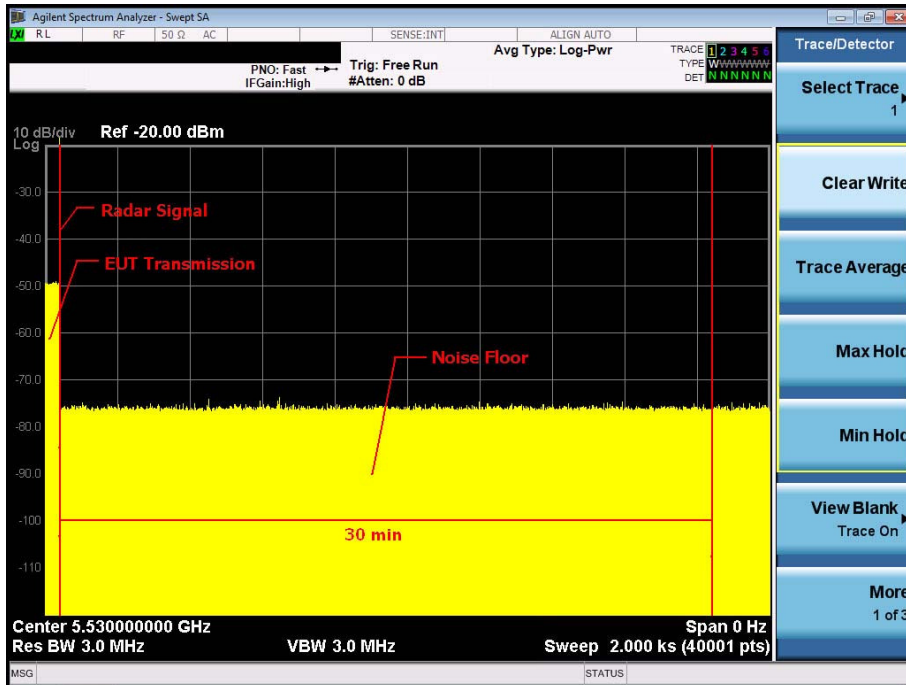 Agilent Spectrum Analyzer - Swept SA
LXI RL RF 50 Ω AC SENSE:INT ALIGN AUTO
Avg Type: Log-Pwr
TRACE 1 2 3 4 5 6
TYPE WWWWWW
DET N N N N N N
PNO: Fast
IFGain:High
Trig: Free Run
#Atten: 0 dB
10 dB/div Ref -20.00 dBm
Log
-30.0
-40.0
-50.0
-60.0
-70.0
-80.0
-90.0
-100
-110
Radar Signal
EUT Transmission
Noise Floor
30 min
Center 5.530000000 GHz Span 0 Hz
Res BW 3.0 MHz VBW 3.0 MHz Sweep 2.000 ks (40001 pts)
MSG STATUS
Trace/Detector
Select Trace
1
Clear Write
Trace Average
Max Hold
Min Hold
View Blank
Trace On
More
1 of 3